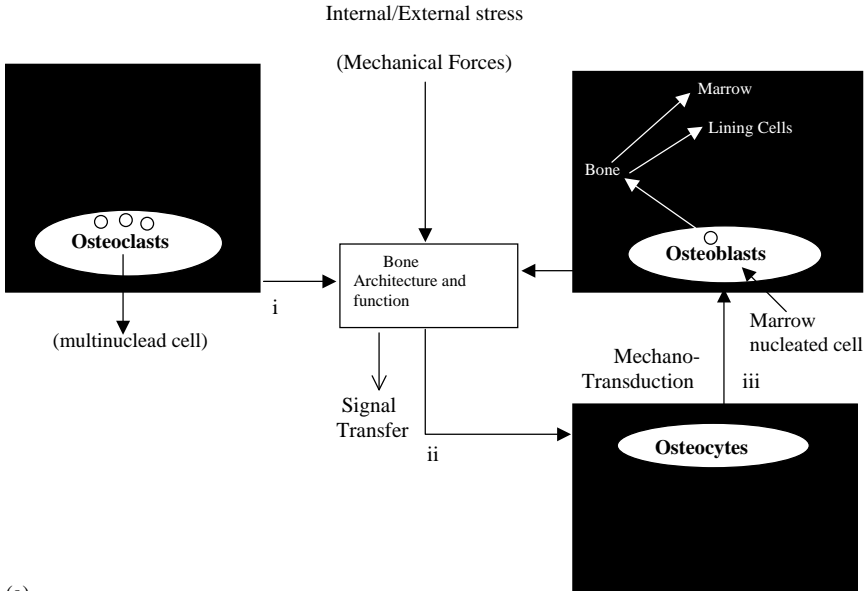 Internal/External stress
(Mechanical Forces)
Marrow
Lining Cells
Bone
Osteoclasts
Osteoblasts
Bone
Architecture and
function
i
(multinuclead cell)
Marrow
nucleated cell
Mechano-
Transduction
iii
Signal
Transfer
ii
Osteocytes